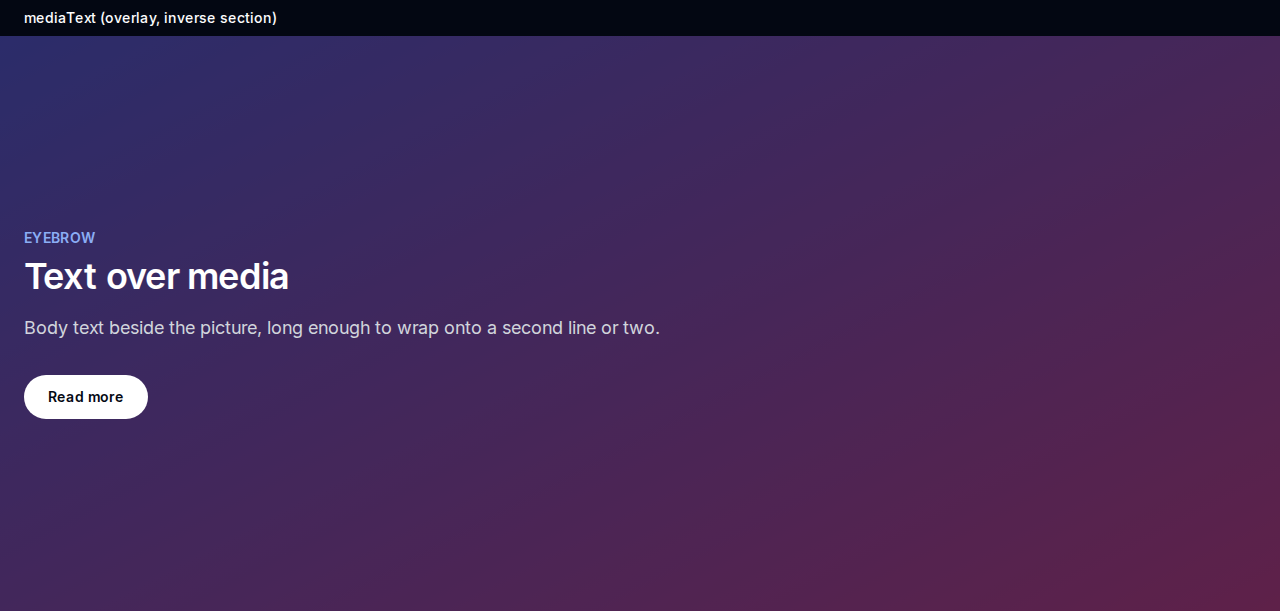 mediaText (overlay, inverse section)
EYEBROW
Text over media
Body text beside the picture, long enough to wrap onto a second line or two.
Read more